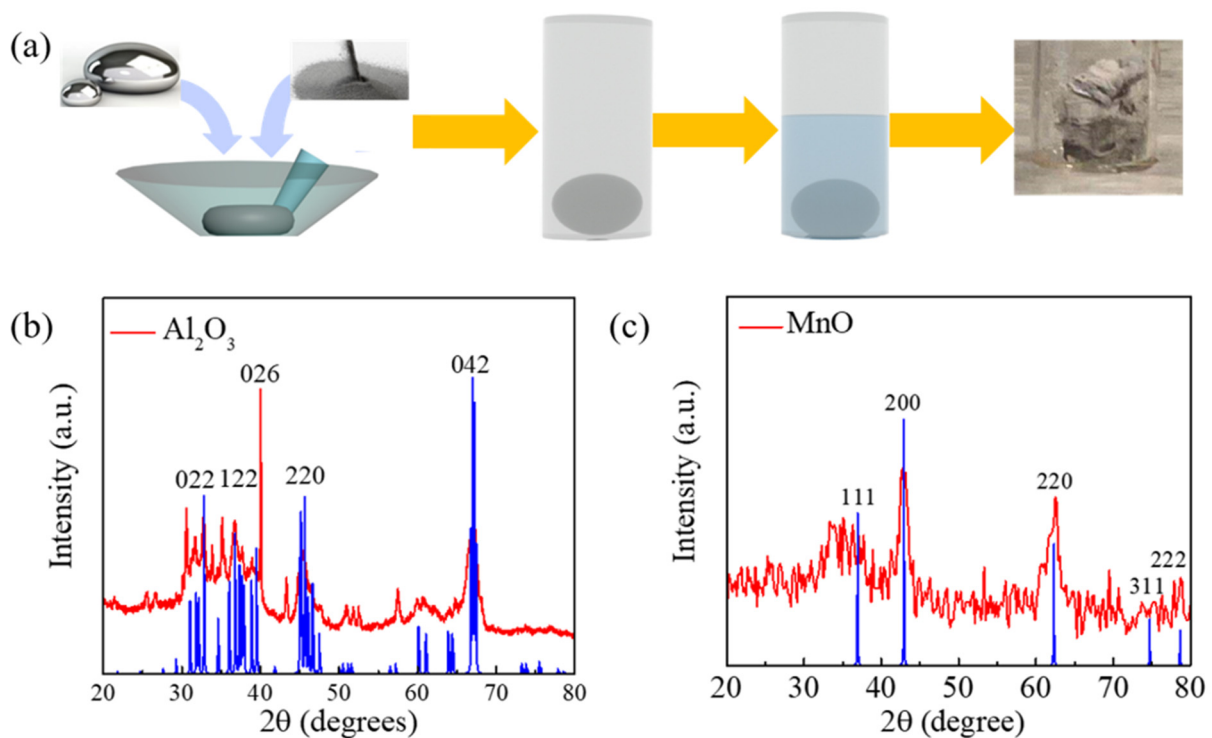 (a)
(b)
Al₂O₃
026
042
022
122
220
Intensity (a.u.)
20 30 40 50 60 70 80
2θ (degrees)
(c)
MnO
200
111
220
222
311
Intensity (a.u.)
20 30 40 50 60 70 80
2θ (degree)